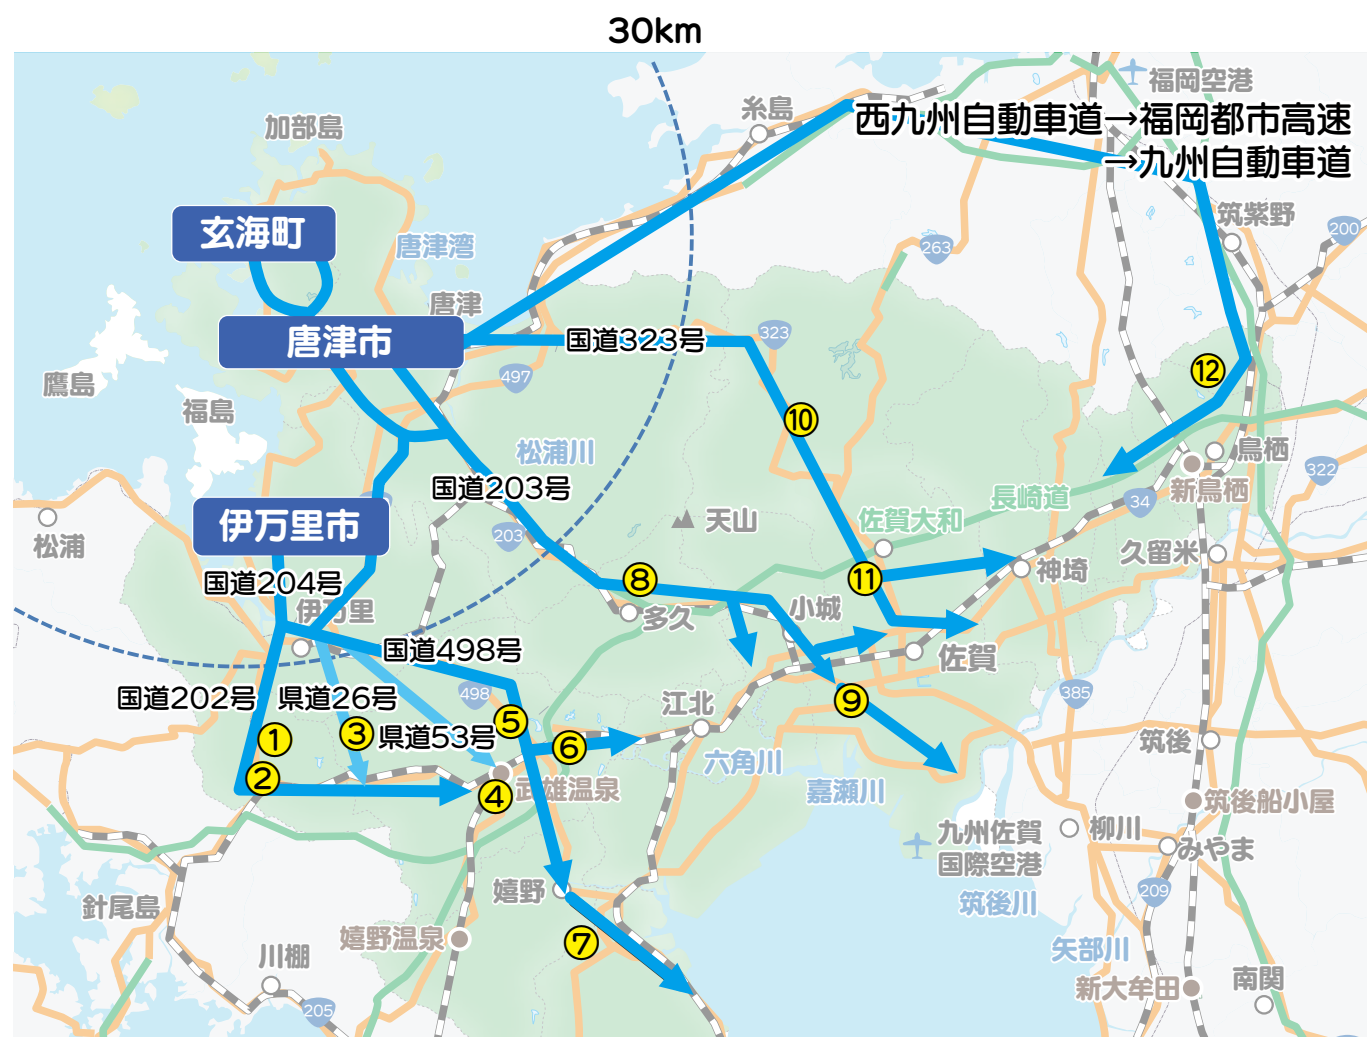 30km
福岡空港
糸島
西九州自動車道→福岡都市高速
→九州自動車道
加部島
玄海町
唐津湾
筑紫野
200
263
唐津
唐津市
国道323号
323
497
鷹島
福島
⑫
⑩
松浦川
鳥栖
国道203号
長崎道
新鳥栖
322
34
伊万里市
松浦
203
天山
佐賀大和
久留米
国道204号
⑧
⑪
神埼
伊万里
多久
小城
国道498号
佐賀
国道202号
県道26号
498
江北
⑨
385
①
③
県道53号
⑤
⑥
六角川
筑後
②
④
武雄温泉
嘉瀬川
筑後船小屋
九州佐賀
国際空港
柳川
みやま
嬉野
209
針尾島
筑後川
嬉野温泉
⑦
矢部川
川棚
新大牟田
南関
205